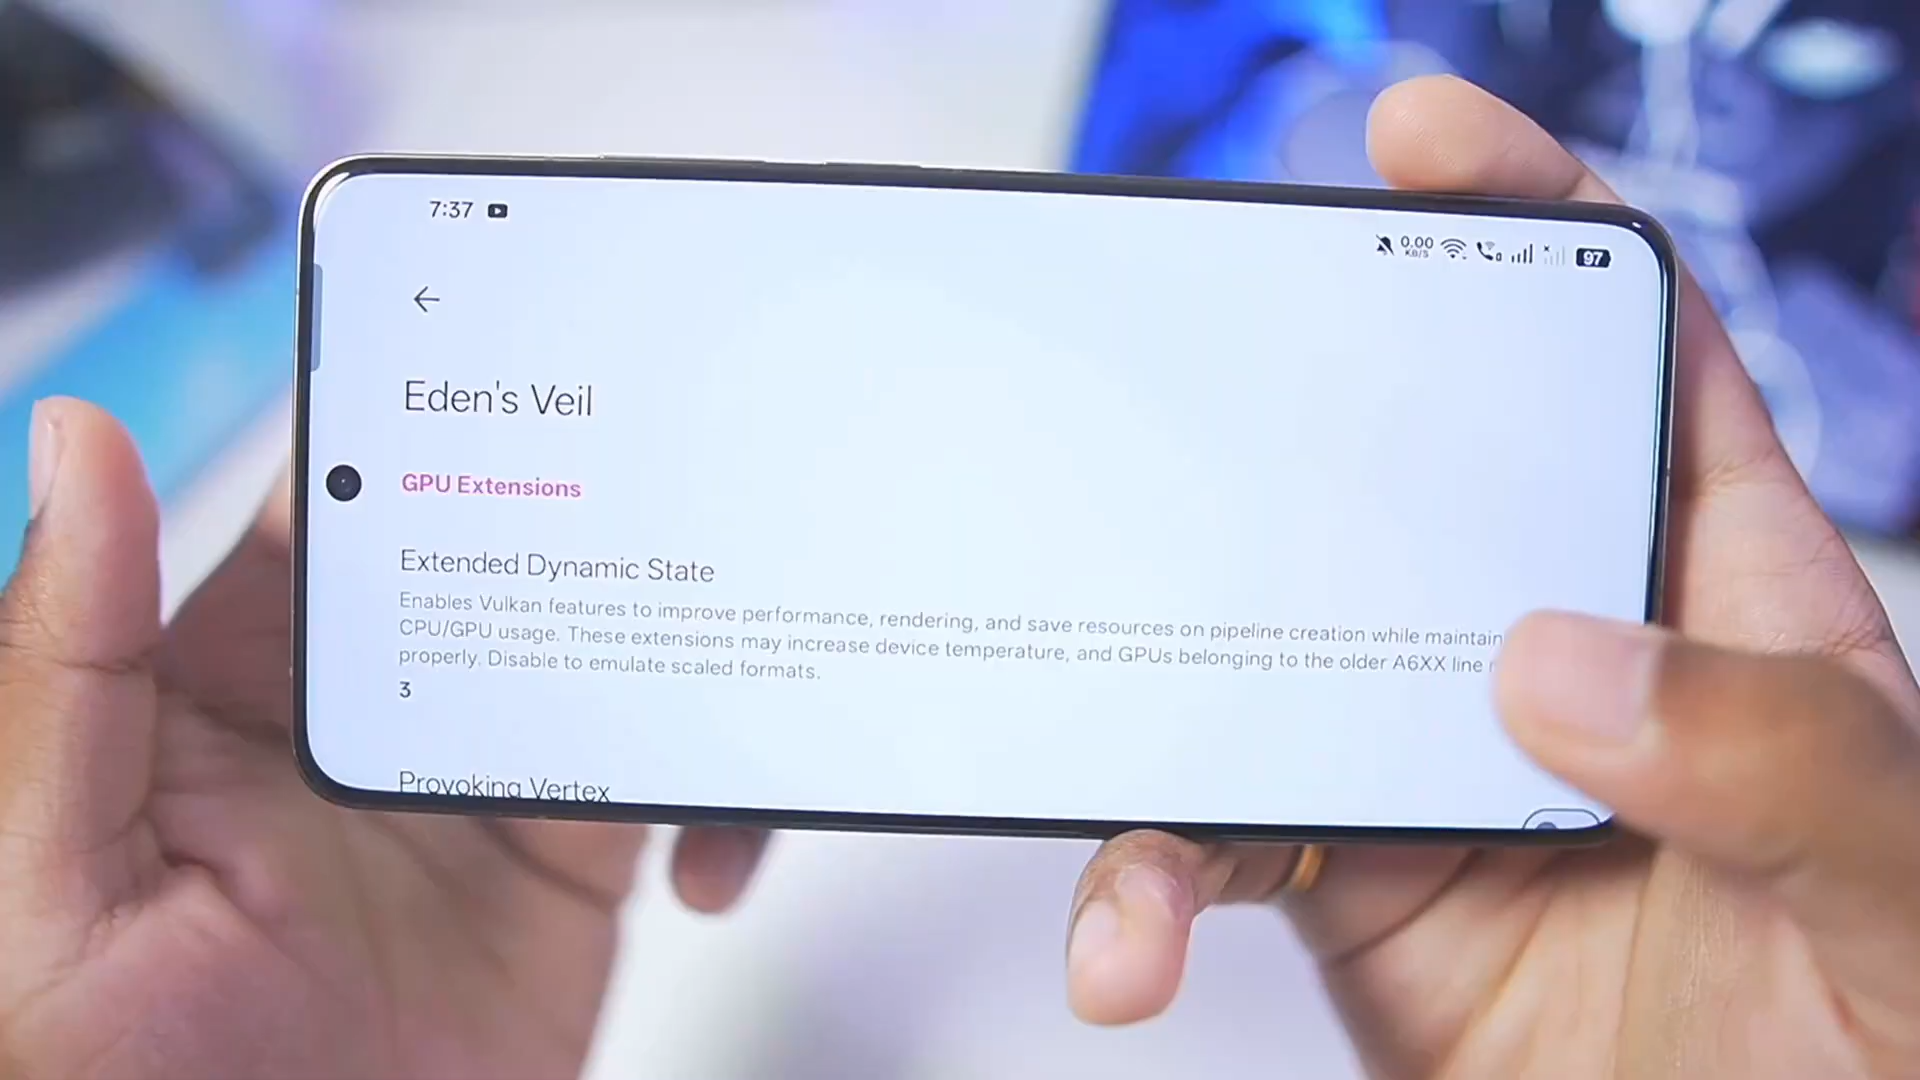 7:37
0.00
KB/S
97
Eden's Veil
GPU Extensions
Extended Dynamic State
Enables Vulkan features to improve performance, rendering, and save resources on pipeline creation while maintain
CPU/GPU usage. These extensions may increase device temperature, and GPUs belonging to the older A6XX line
properly. Disable to emulate scaled formats.
3
Provoking Vertex